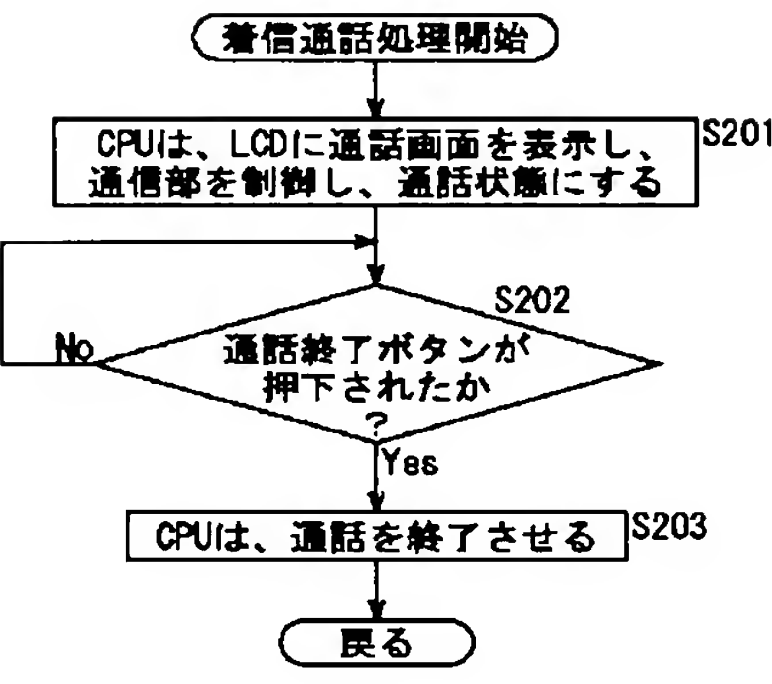 着信通話処理開始
CPUは、LCDに通話画面を表示し、
通信部を制御し、通話状態にする
S201
S202
通話終了ボタンが
押下されたか
?
No
Yes
CPUは、通話を終了させる
S203
戻る